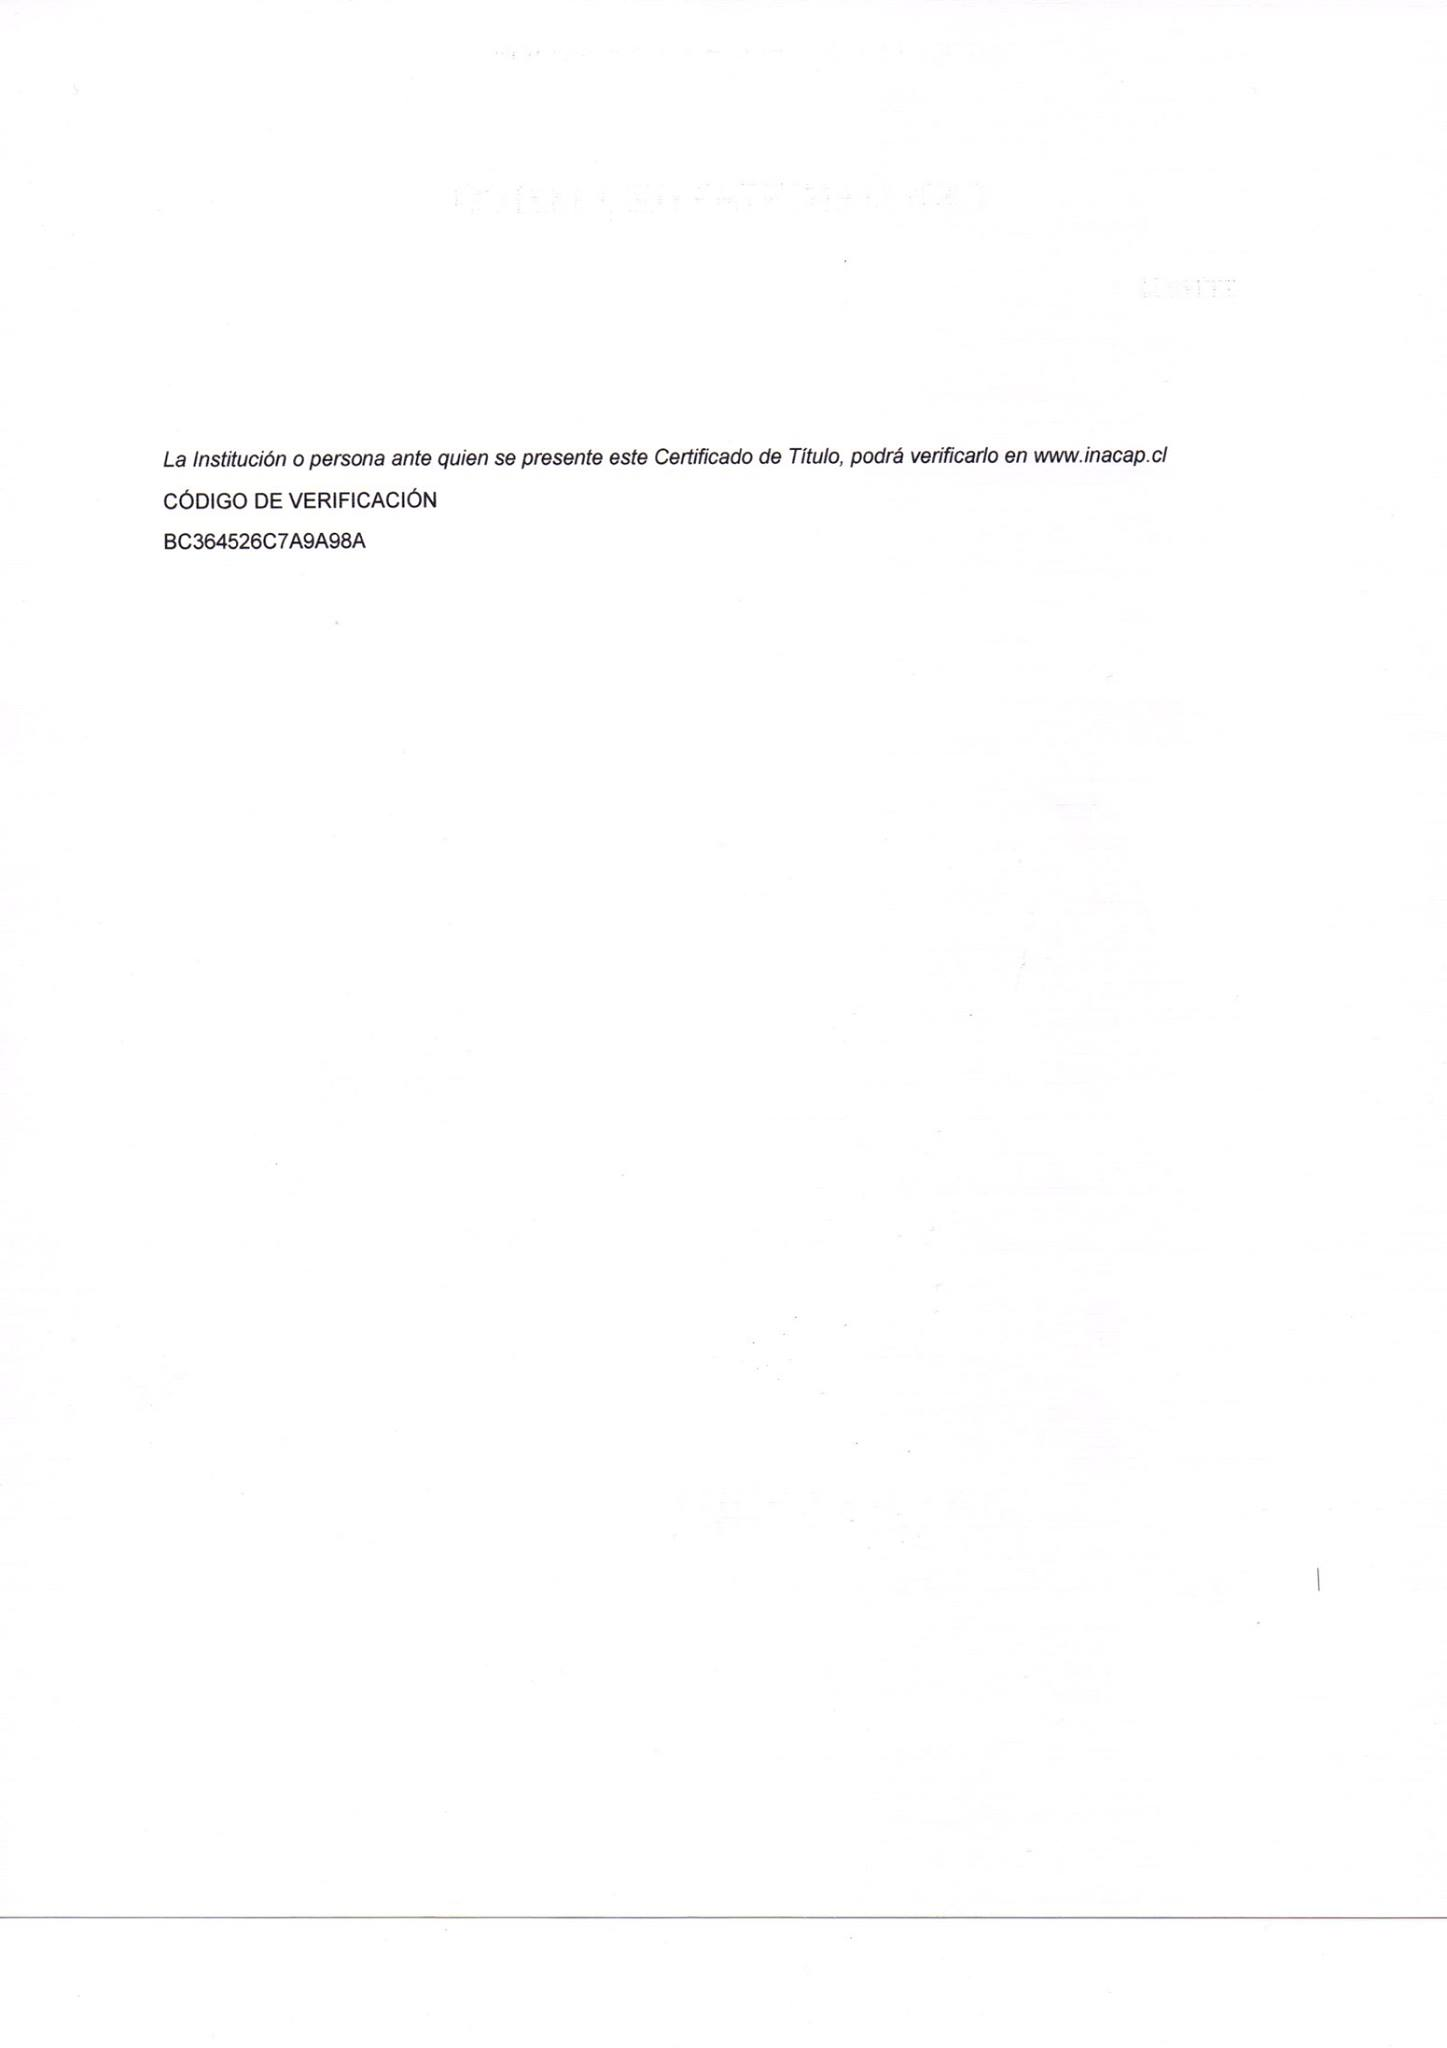 La Institución o persona ante quien se presente este Certificado de Título, podrá verificarlo en www.inacap.cl
CÓDIGO DE VERIFICACIÓN
BC364526C7A9A98A